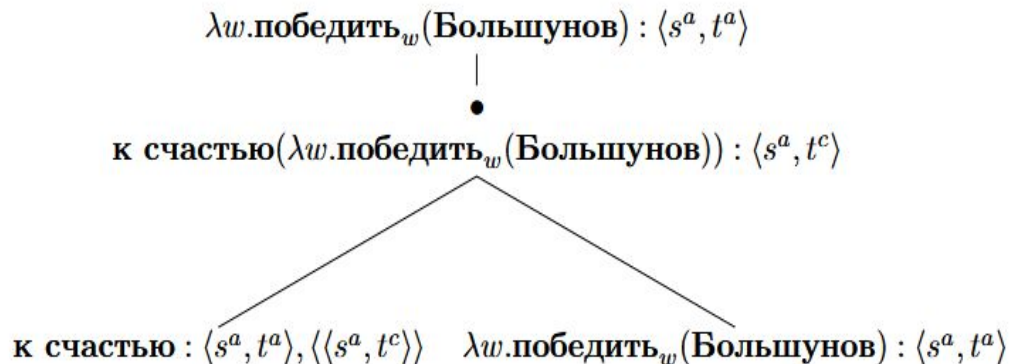 λw.победить_w(Большунов) : ⟨s^a, t^a⟩
•
к счастью(λw.победить_w(Большунов)) : ⟨s^a, t^c⟩
к счастью : ⟨s^a, t^a⟩, ⟨⟨s^a, t^c⟩⟩ λw.победить_w(Большунов) : ⟨s^a, t^a⟩